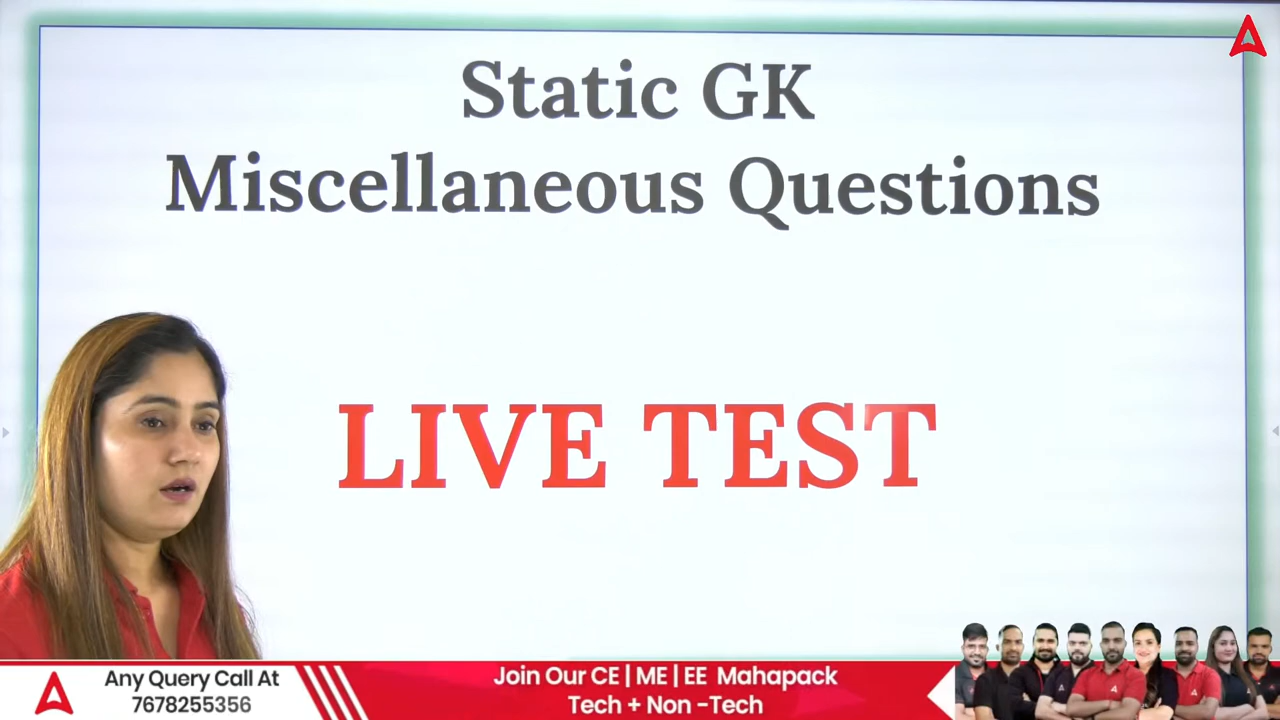 Static GK
Miscellaneous Questions
LIVE TEST
Any Query Call At
7678255356
Join Our CE | ME | EE Mahapack
Tech + Non -Tech